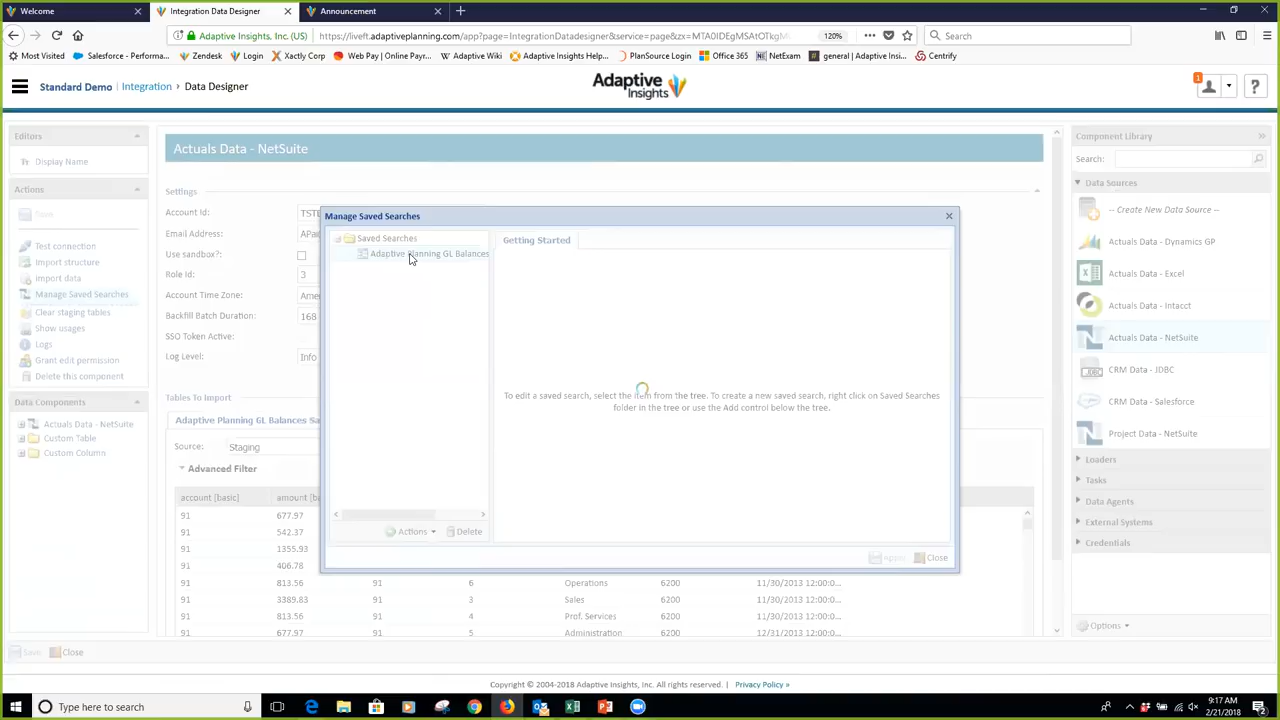 Welcome
Integration Data Designer
Announcement
Adaptive Insights, Inc. (US)
https://liveft.adaptiveplanning.com/app?page=IntegrationDatadesigner&service=page&zx=
120%
Search
Most Visited
Salesforce - Performa...
Zendesk
Login
Xactly Corp
Web Pay (Online Payr...
Adaptive Wiki
Adaptive Insights Help...
PlanSource Login
Office 365
NetExam
general | Adaptive Insi...
Centrify
Standard Demo
Integration › Data Designer
Adaptive
Insights
1
?
Editors
Display Name
Actions
Save
Test connection
Import structure
Import data
Manage Saved Searches
Clear staging tables
Show usages
Logs
Grant edit permission
Delete this component
Data Components
Actuals Data - NetSuite
Custom Table
Custom Column
Actuals Data - NetSuite
Settings
Account Id:
Email Address:
Use sandbox?:
Role Id:
3
Account Time Zone:
Backfill Batch Duration:
168
SSO Token Active:
Log Level:
Info
Tables To Import
Adaptive Planning GL Balances
Source:
Staging
Advanced Filter
account [basic]
91 677.97
91 542.37
91 1355.93
91 406.78
91 813.56 91 6 Operations 6200 11/30/2013 12:00:0...
91 3389.83 91 3 Sales 6200 11/30/2013 12:00:0...
91 813.56 91 4 Prof. Services 6200 11/30/2013 12:00:0...
91 677.97 91 5 Administration 6200 12/31/2013 12:00:0...
Manage Saved Searches
Saved Searches
Adaptive Planning GL Balances
Actions
Delete
Getting Started
To edit a saved search, select the item from the tree. To create a new saved search, right click on Saved Searches
folder in the tree or use the Add control below the tree.
Apply
Close
Component Library
Search:
Data Sources
-- Create New Data Source --
Actuals Data - Dynamics GP
Actuals Data - Excel
Actuals Data - Intacct
Actuals Data - NetSuite
CRM Data - JDBC
CRM Data - Salesforce
Project Data - NetSuite
Loaders
Tasks
Data Agents
External Systems
Credentials
Options
Save
Close
Copyright © 2004-2018 Adaptive Insights, Inc. All rights reserved. | Privacy Policy »
Type here to search
9:17 AM
2/21/2018